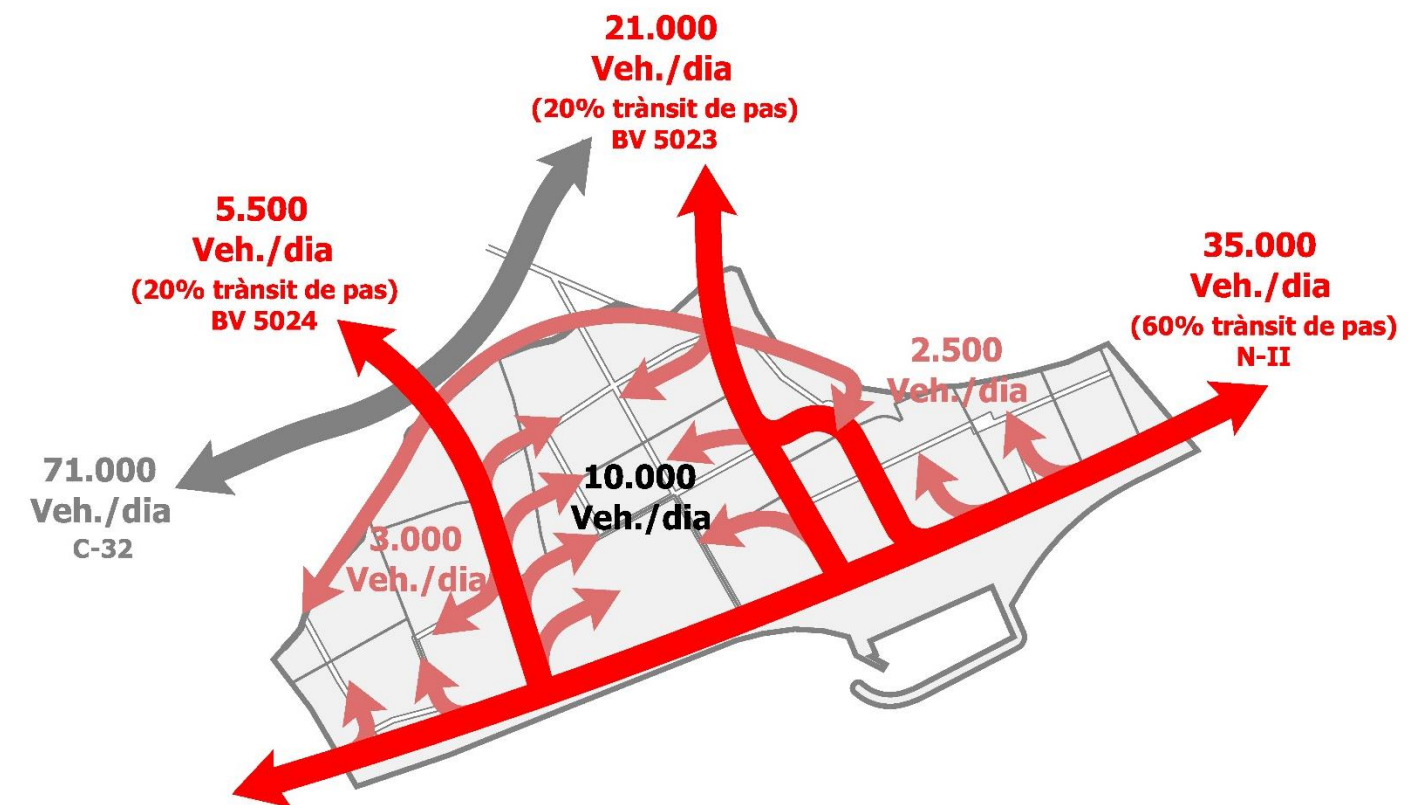 21.000
Veh./dia
(20% trànsit de pas)
BV 5023
5.500
Veh./dia
(20% trànsit de pas)
BV 5024
35.000
Veh./dia
(60% trànsit de pas)
N-II
2.500
Veh./dia
71.000
Veh./dia
C-32
10.000
Veh./dia
3.000
Veh./dia